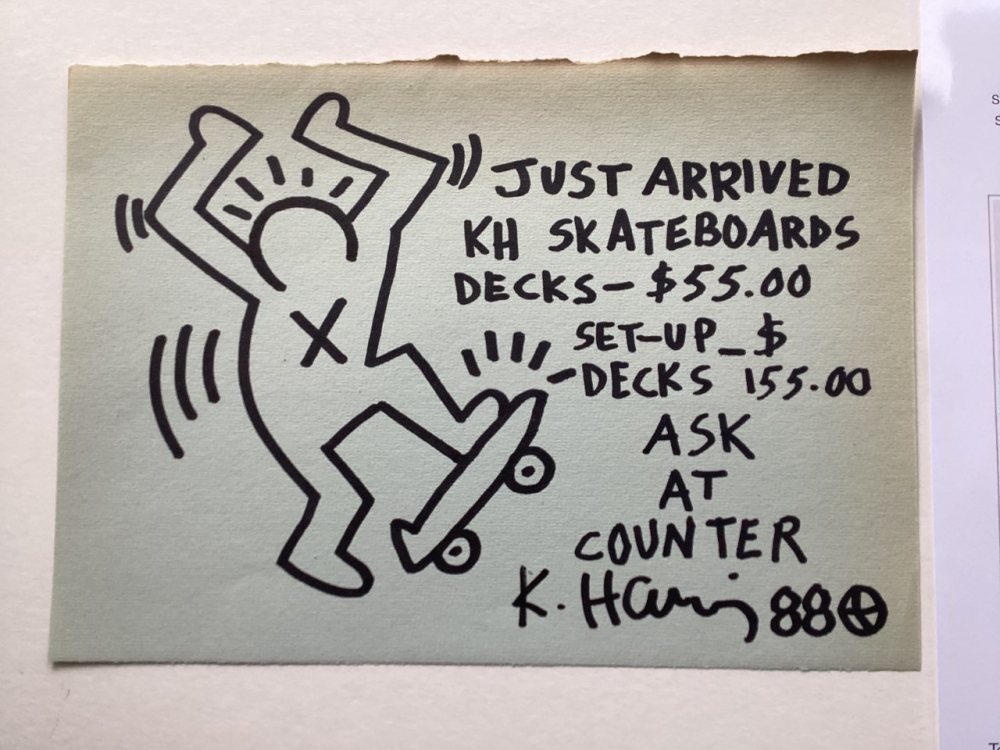 JUST ARRIVED
KH SKATEBOARDS
DECKS-$55.00
SET-UP_$
-DECKS 155.00
ASK
AT
COUNTER
K. Haring 88